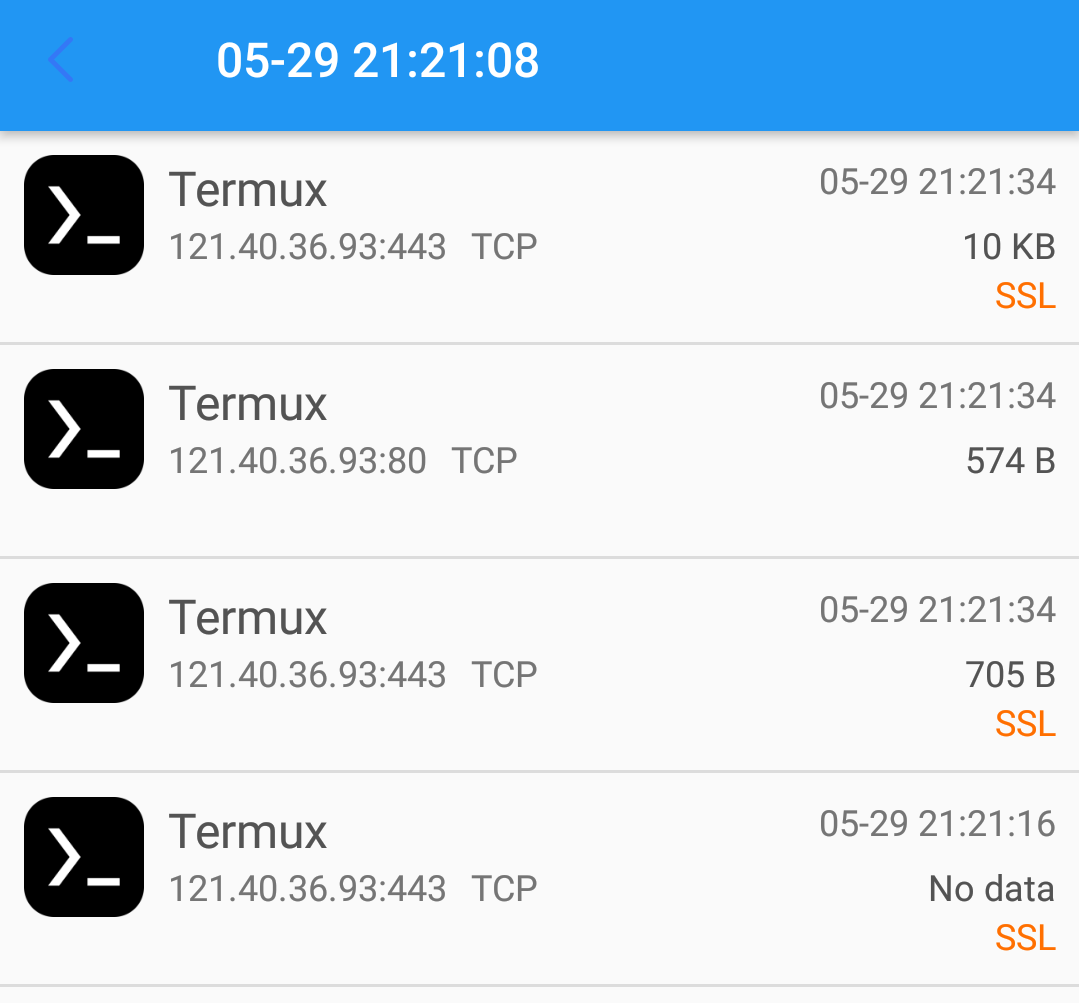 05-29 21:21:08
Termux 05-29 21:21:34
121.40.36.93:443 TCP 10 KB
SSL
Termux 05-29 21:21:34
121.40.36.93:80 TCP 574 B
Termux 05-29 21:21:34
121.40.36.93:443 TCP 705 B
SSL
Termux 05-29 21:21:16
121.40.36.93:443 TCP No data
SSL